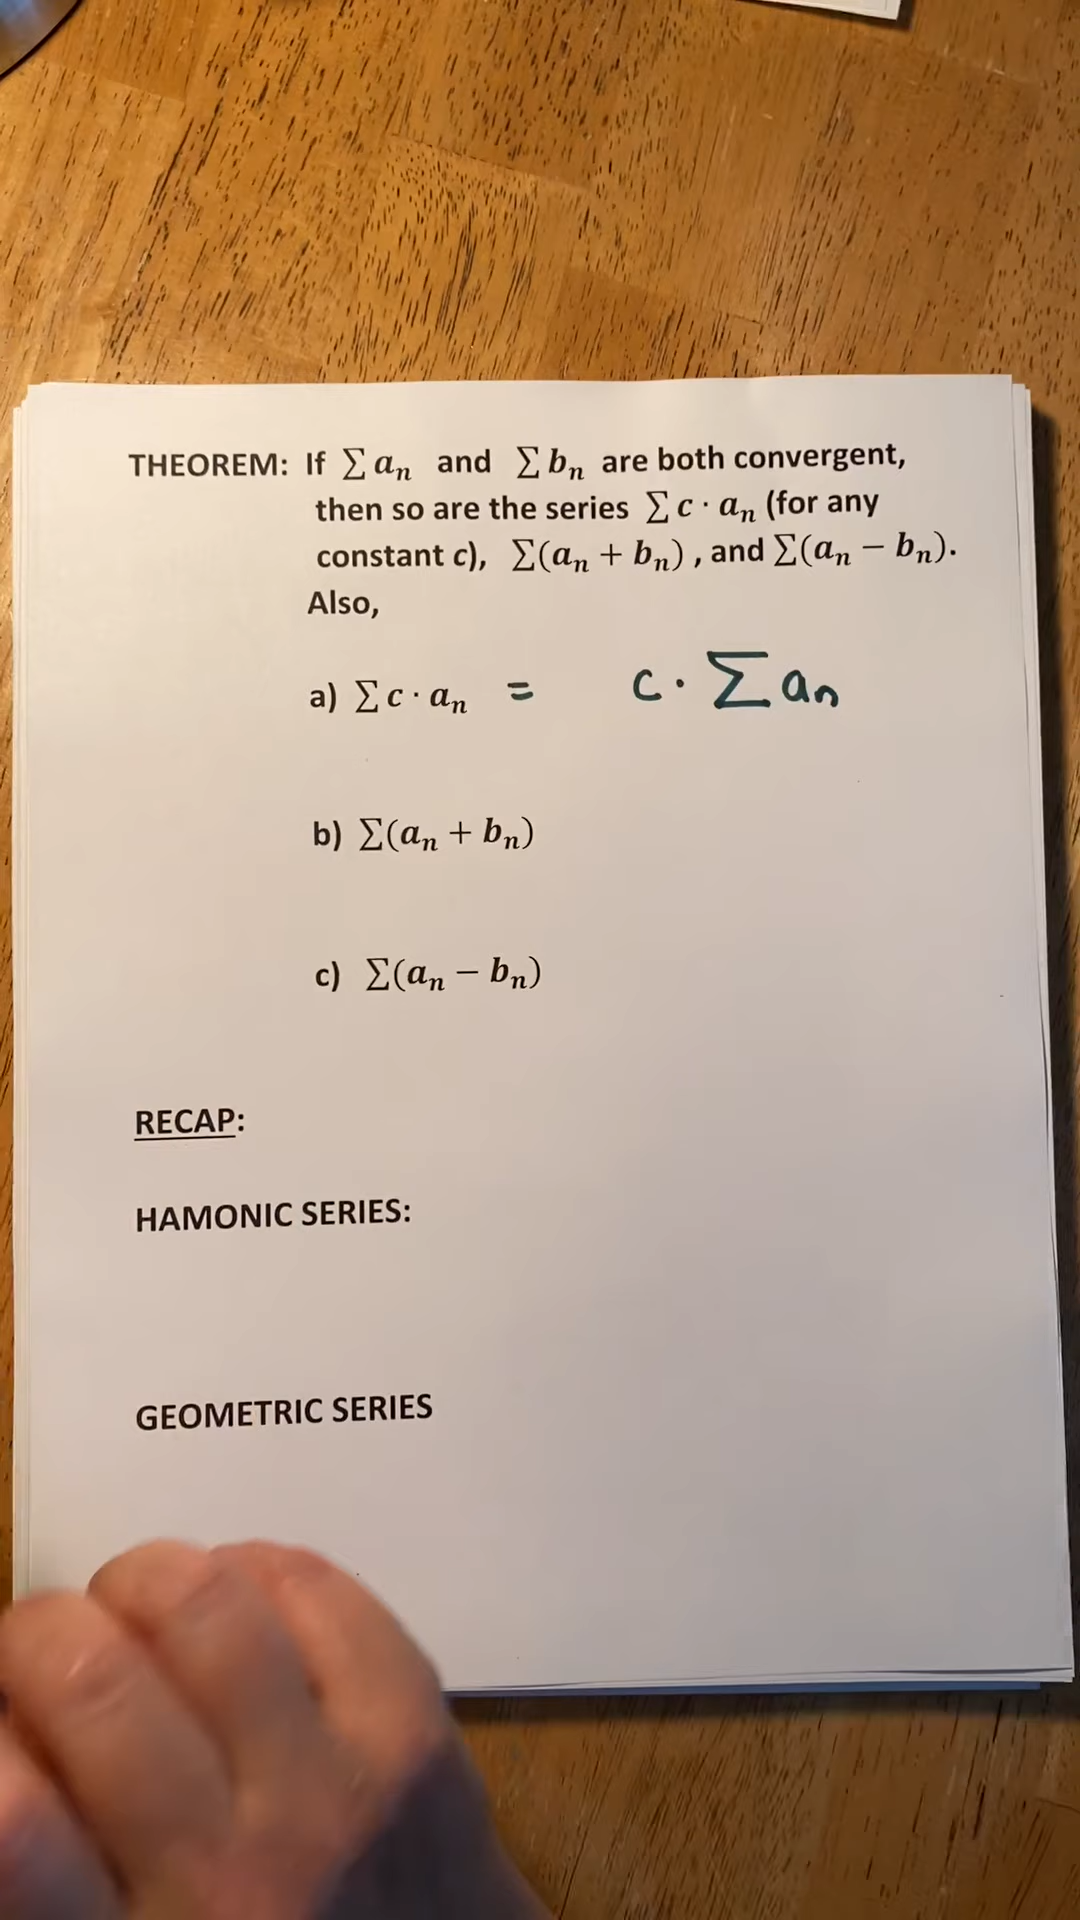 THEOREM: If ∑ aₙ and ∑ bₙ are both convergent,
then so are the series ∑ c · aₙ (for any
constant c), ∑(aₙ + bₙ) , and ∑(aₙ − bₙ).
Also,
a) ∑ c · aₙ = c · ∑ aₙ
b) ∑(aₙ + bₙ)
c) ∑(aₙ − bₙ)
RECAP:
HAMONIC SERIES:
GEOMETRIC SERIES